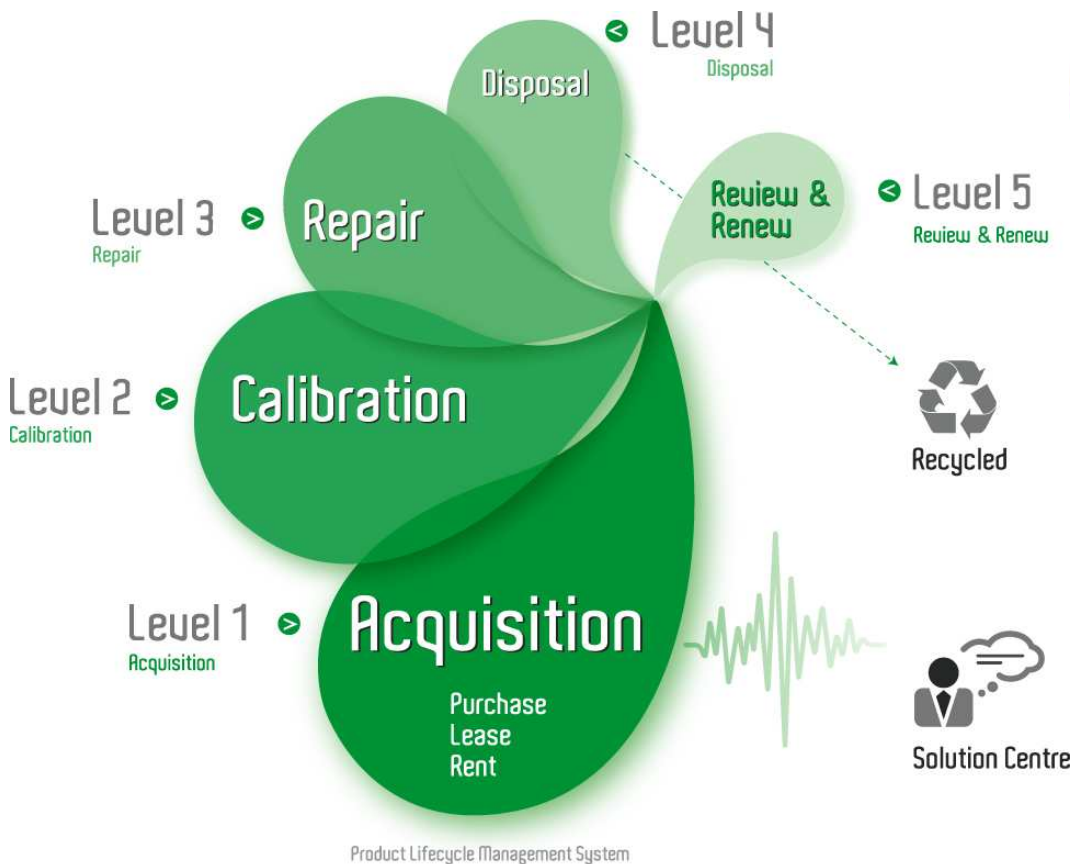 Level 4
Disposal
Disposal
Review &
Renew
Level 5
Review & Renew
Level 3
Repair
Repair
Level 2
Calibration
Calibration
Recycled
Level 1
Acquisition
Acquisition
Purchase
Lease
Rent
Solution Centre
Product Lifecycle Management System